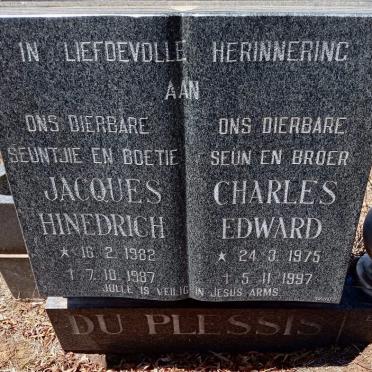 IN LIEFDEVOLLE HERINNERING
AAN
ONS DIERBARE
SEUNTJIE EN BOETIE
JACQUES
HINEDRICH
★ 16.2.1982
† 7.10.1987
ONS DIERBARE
SEUN EN BROER
CHARLES
EDWARD
★ 24.3.1975
† 5.11.1997
JULLE IS VEILIG IN JESUS ARMS
DU PLESSIS